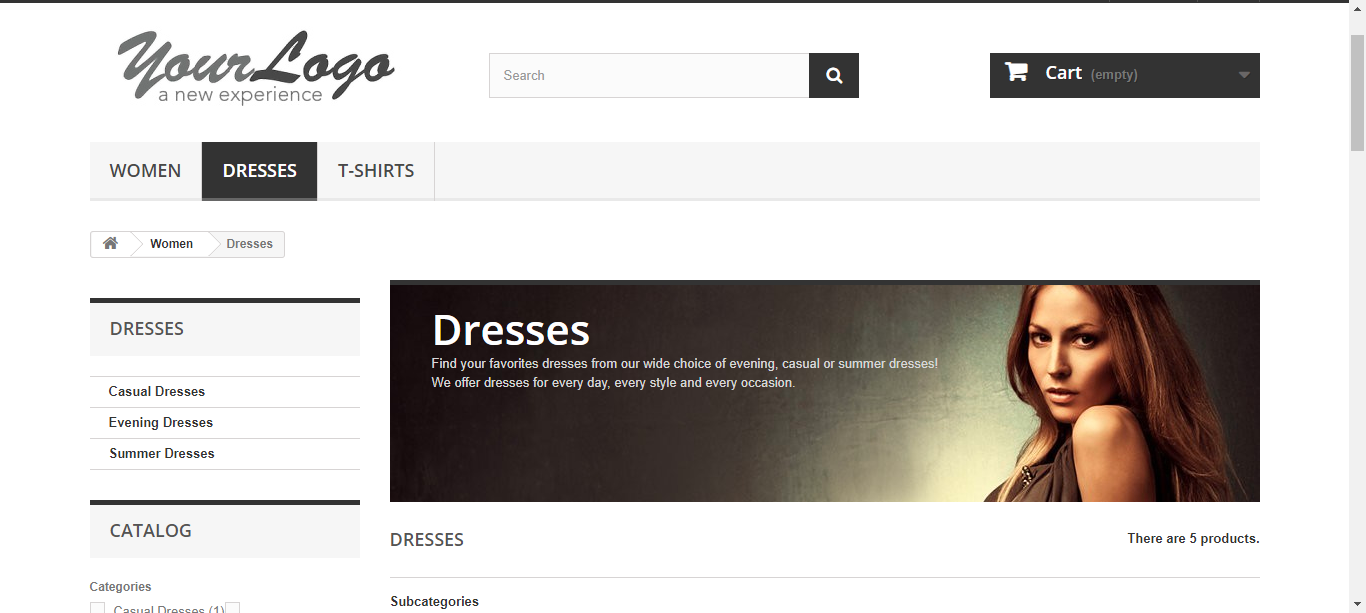 YourLogo
a new experience
Search
Cart (empty)
WOMEN
DRESSES
T-SHIRTS
Women
Dresses
DRESSES
Casual Dresses
Evening Dresses
Summer Dresses
CATALOG
Categories
Casual Dresses (1)
Dresses
Find your favorites dresses from our wide choice of evening, casual or summer dresses!
We offer dresses for every day, every style and every occasion.
DRESSES
There are 5 products.
Subcategories